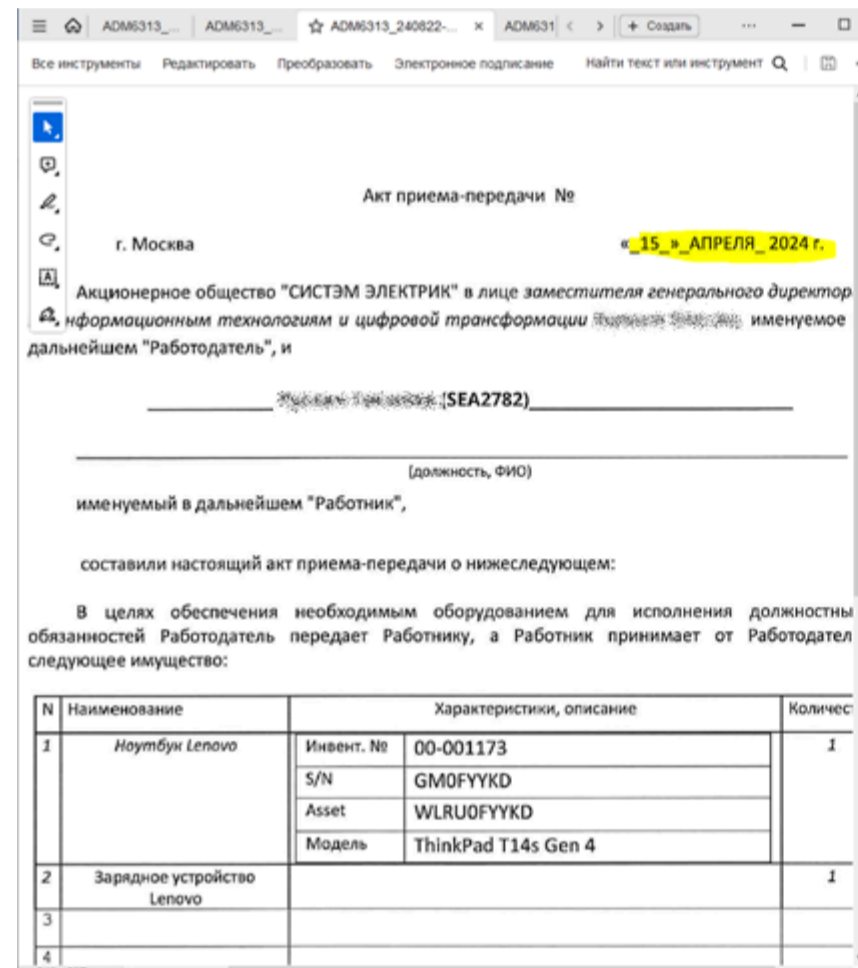 ADM6313_...
ADM6313_...
ADM6313_240822-...
ADM631
+ Создать
Все инструменты Редактировать Преобразовать Электронное подписание Найти текст или инструмент
Акт приема-передачи №
г. Москва «_15_»_АПРЕЛЯ_ 2024 г.
Акционерное общество "СИСТЭМ ЭЛЕКТРИК" в лице заместителя генерального директор
нформационным технологиям и цифровой трансформации именуемое
дальнейшем "Работодатель", и
(SEA2782)
(должность, ФИО)
именуемый в дальнейшем "Работник",
составили настоящий акт приема-передачи о нижеследующем:
В целях обеспечения необходимым оборудованием для исполнения должностны
обязанностей Работодатель передает Работнику, а Работник принимает от Работодател
следующее имущество:
N Наименование Характеристики, описание Количес
1 Ноутбук Lenovo Инвент. № 00-001173 1
S/N GM0FYYKD
Asset WLRU0FYYKD
Модель ThinkPad T14s Gen 4
2 Зарядное устройство 1
Lenovo
3
4